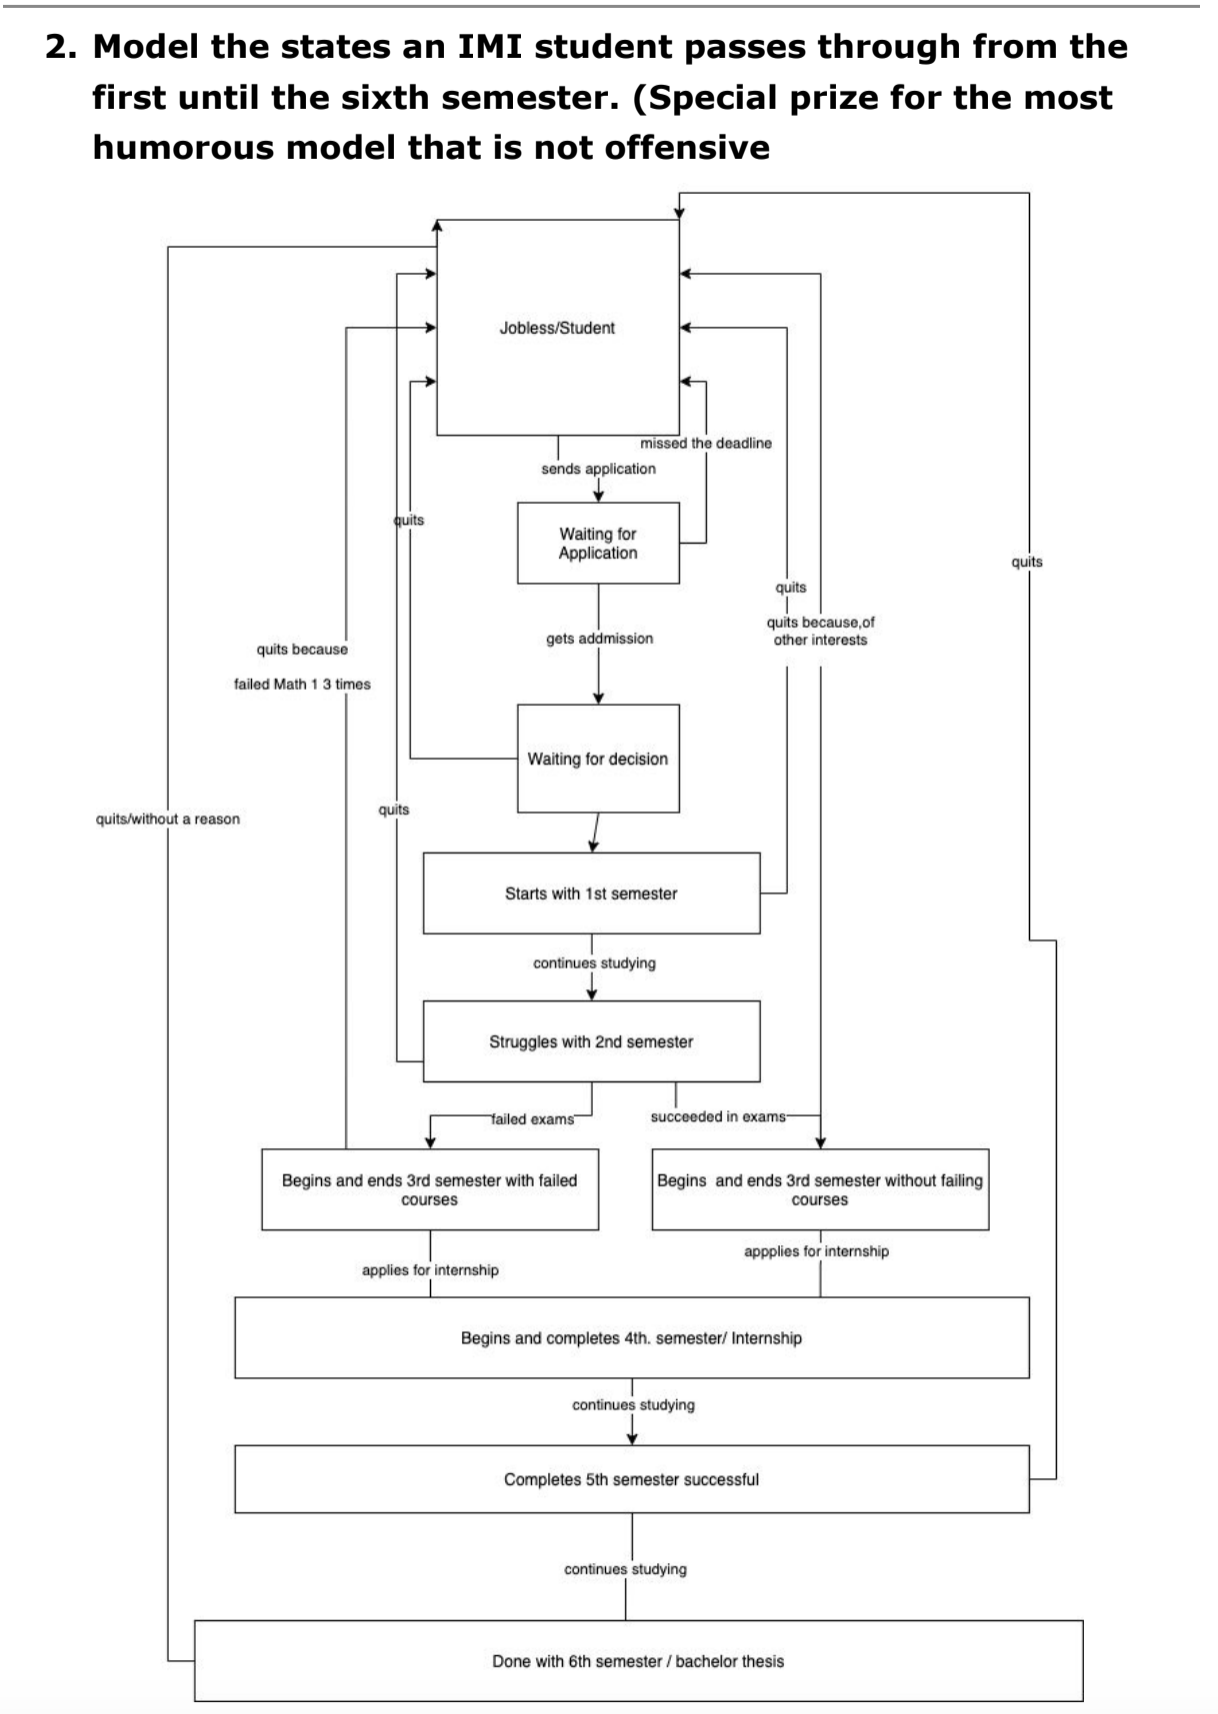 2. Model the states an IMI student passes through from the
first until the sixth semester. (Special prize for the most
humorous model that is not offensive
Jobless/Student
missed the deadline
sends application
quits
Waiting for
Application
quits
quits
quits because,of
other interests
gets addmission
quits because
failed Math 1 3 times
Waiting for decision
quits
quits/without a reason
Starts with 1st semester
continues studying
Struggles with 2nd semester
failed exams
succeeded in exams
Begins and ends 3rd semester with failed
courses
Begins and ends 3rd semester without failing
courses
appplies for internship
applies for internship
Begins and completes 4th. semester/ Internship
continues studying
Completes 5th semester successful
continues studying
Done with 6th semester / bachelor thesis